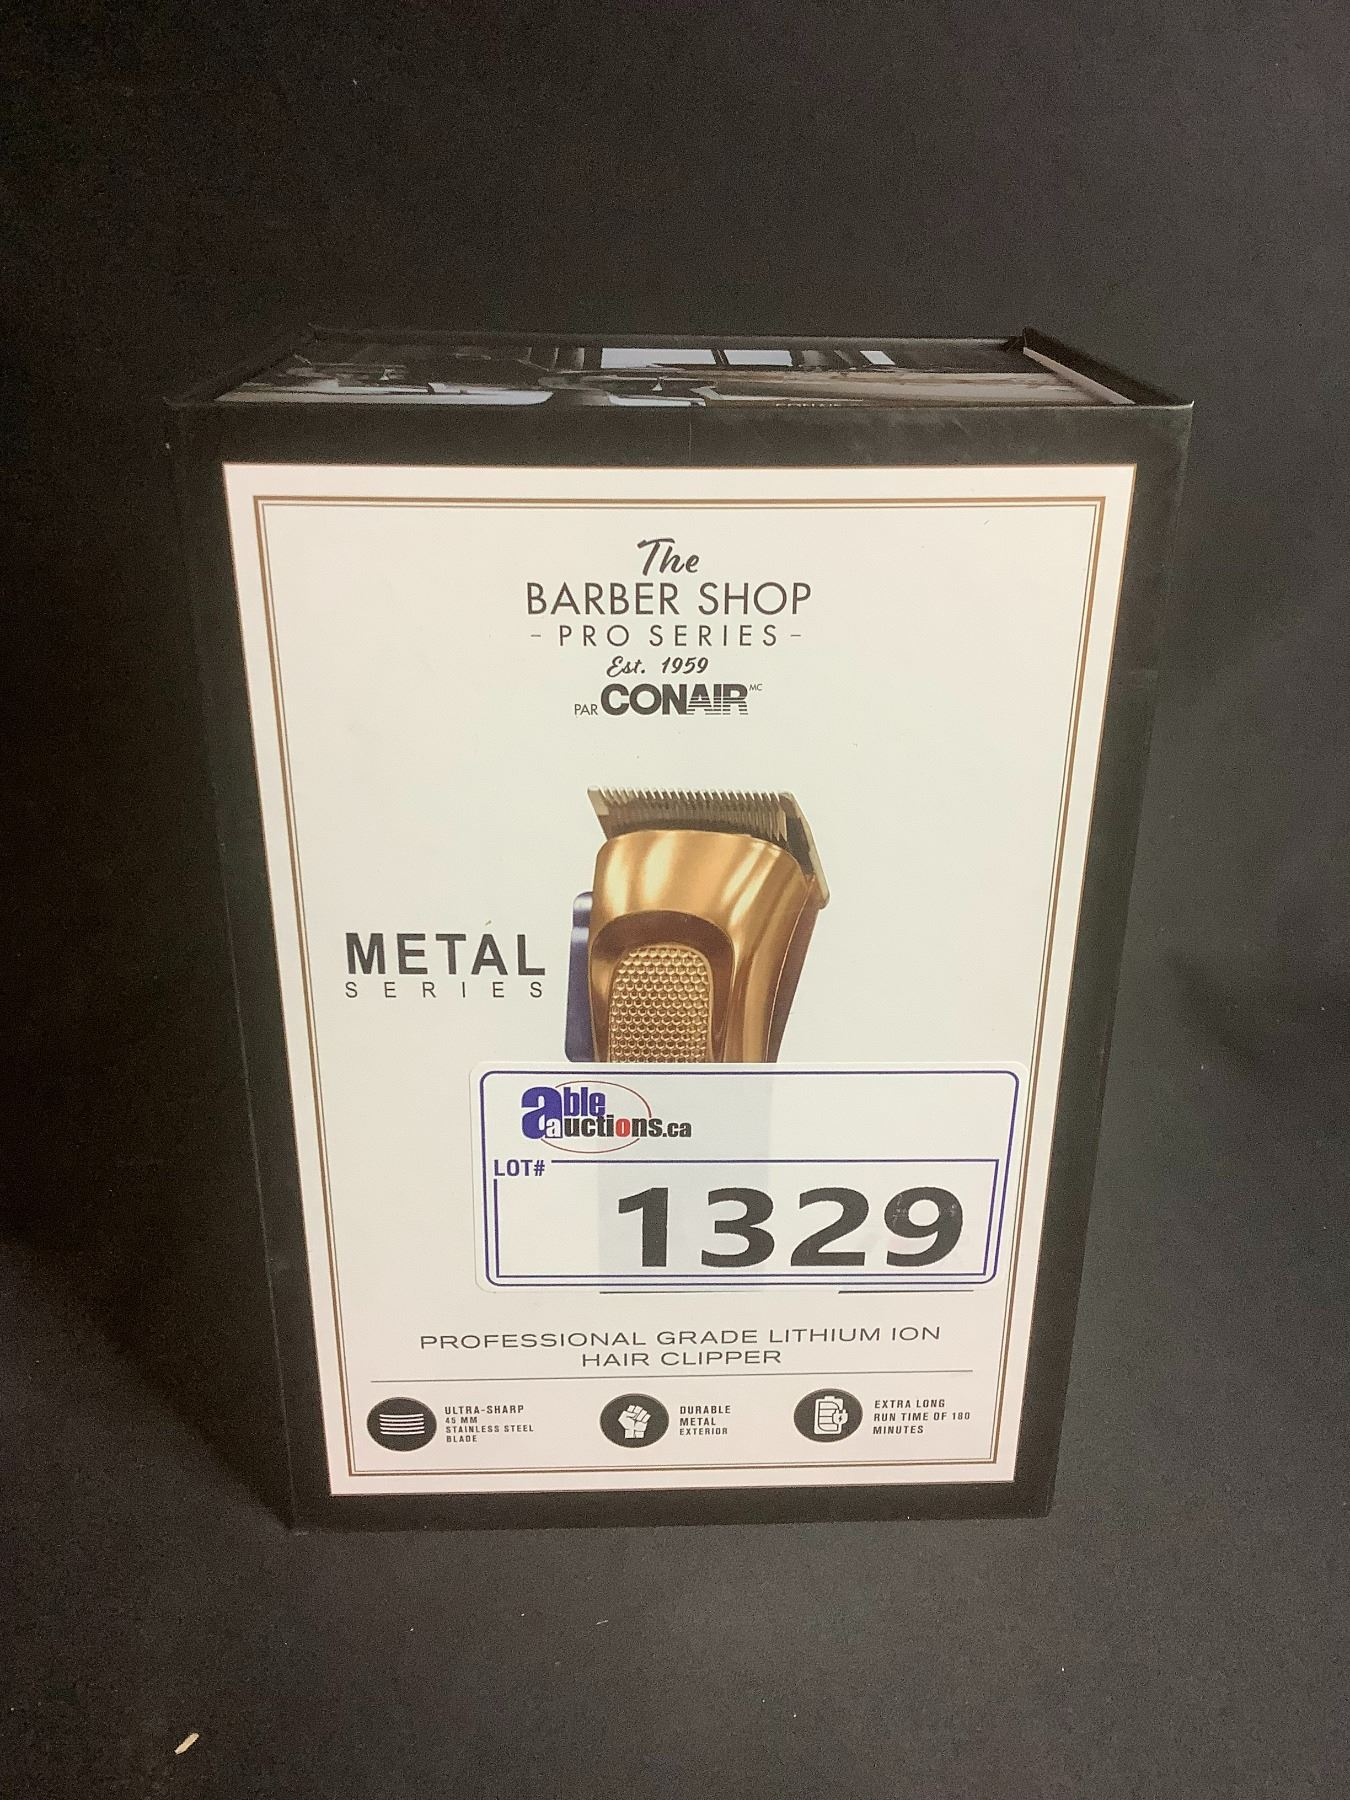 The
BARBER SHOP
- PRO SERIES -
Est. 1959
PAR CONAIR MC
METAL
SERIES
able
auctions.ca
LOT#
1329
PROFESSIONAL GRADE LITHIUM ION
HAIR CLIPPER
ULTRA-SHARP
45 MM
STAINLESS STEEL
BLADE
DURABLE
METAL
EXTERIOR
EXTRA LONG
RUN TIME OF 180
MINUTES